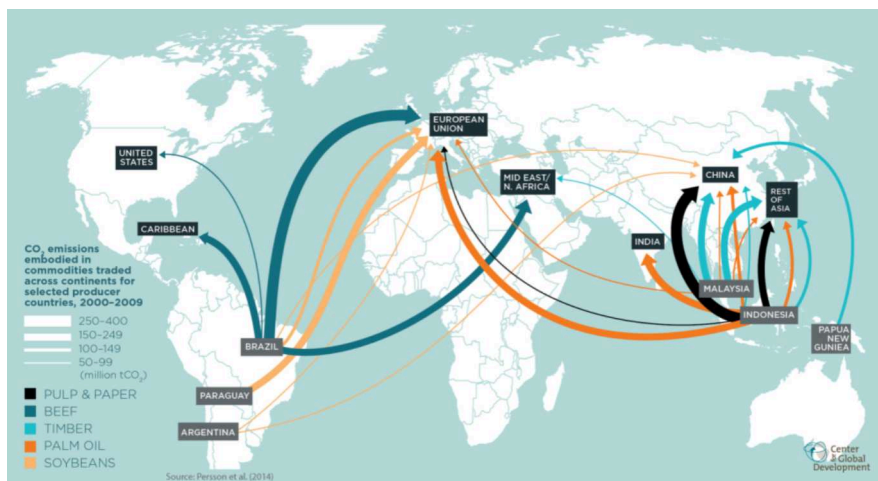 EUROPEAN
UNION
UNITED
STATES
MID EAST/
N. AFRICA
CHINA
REST
OF
ASIA
CARIBBEAN
INDIA
CO2 emissions
embodied in
commodities traded
across continents for
selected producer
countries, 2000–2009
250–400
150–249
100–149
50–99
(million tCO2)
MALAYSIA
INDONESIA
PAPUA
NEW
GUNIEA
BRAZIL
PARAGUAY
ARGENTINA
PULP & PAPER
BEEF
TIMBER
PALM OIL
SOYBEANS
Center
for Global
Development
Source: Persson et al. (2014)